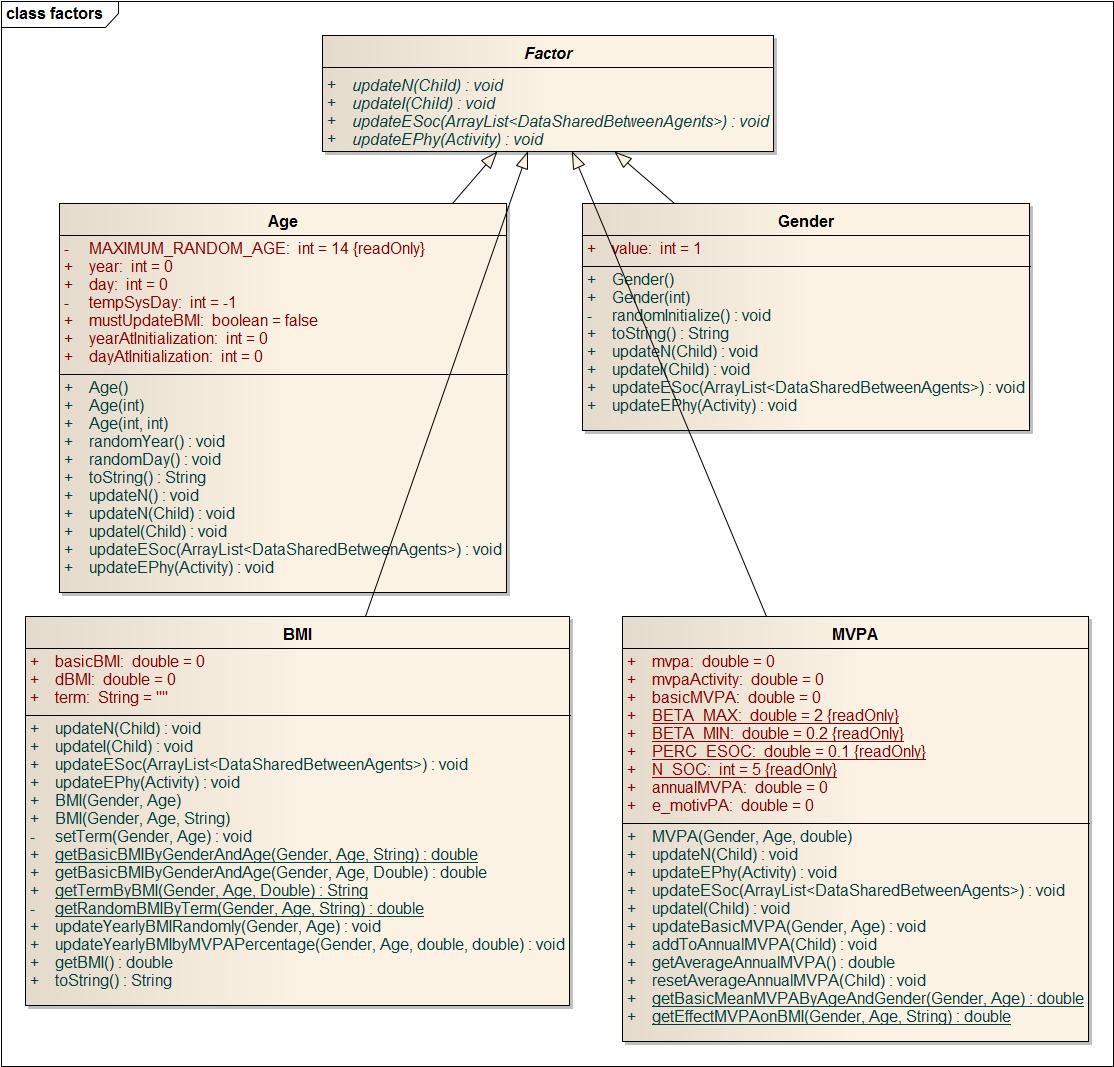 class factors
Factor
+ updateN(Child) : void
+ updateI(Child) : void
+ updateESoc(ArrayList<DataSharedBetweenAgents>) : void
+ updateEPhy(Activity) : void
Age
- MAXIMUM_RANDOM_AGE: int = 14 {readOnly}
+ year: int = 0
+ day: int = 0
- tempSysDay: int = -1
+ mustUpdateBMI: boolean = false
+ yearAtInitialization: int = 0
+ dayAtInitialization: int = 0
+ Age()
+ Age(int)
+ Age(int, int)
+ randomYear() : void
+ randomDay() : void
+ toString() : String
+ updateN() : void
+ updateN(Child) : void
+ updateI(Child) : void
+ updateESoc(ArrayList<DataSharedBetweenAgents>) : void
+ updateEPhy(Activity) : void
Gender
+ value: int = 1
+ Gender()
+ Gender(int)
- randomInitialize() : void
+ toString() : String
+ updateN(Child) : void
+ updateI(Child) : void
+ updateESoc(ArrayList<DataSharedBetweenAgents>) : void
+ updateEPhy(Activity) : void
BMI
+ basicBMI: double = 0
+ dBMI: double = 0
+ term: String = ""
+ updateN(Child) : void
+ updateI(Child) : void
+ updateESoc(ArrayList<DataSharedBetweenAgents>) : void
+ updateEPhy(Activity) : void
+ BMI(Gender, Age)
+ BMI(Gender, Age, String)
- setTerm(Gender, Age) : void
+ getBasicBMIByGenderAndAge(Gender, Age, String) : double
+ getBasicBMIByGenderAndAge(Gender, Age, Double) : double
+ getTermByBMI(Gender, Age, Double) : String
- getRandomBMIByTerm(Gender, Age, String) : double
+ updateYearlyBMIRandomly(Gender, Age) : void
+ updateYearlyBMIbyMVPAPercentage(Gender, Age, double, double) : void
+ getBMI() : double
+ toString() : String
MVPA
+ mvpa: double = 0
+ mvpaActivity: double = 0
+ basicMVPA: double = 0
+ BETA_MAX: double = 2 {readOnly}
+ BETA_MIN: double = 0.2 {readOnly}
+ PERC_ESOC: double = 0.1 {readOnly}
+ N_SOC: int = 5 {readOnly}
+ annualMVPA: double = 0
+ e_motivPA: double = 0
+ MVPA(Gender, Age, double)
+ updateN(Child) : void
+ updateEPhy(Activity) : void
+ updateESoc(ArrayList<DataSharedBetweenAgents>) : void
+ updateI(Child) : void
+ updateBasicMVPA(Gender, Age) : void
+ addToAnnualMVPA(Child) : void
+ getAverageAnnualMVPA() : double
+ resetAverageAnnualMVPA(Child) : void
+ getBasicMeanMVPAByAgeAndGender(Gender, Age) : double
+ getEffectMVPAonBMI(Gender, Age, String) : double